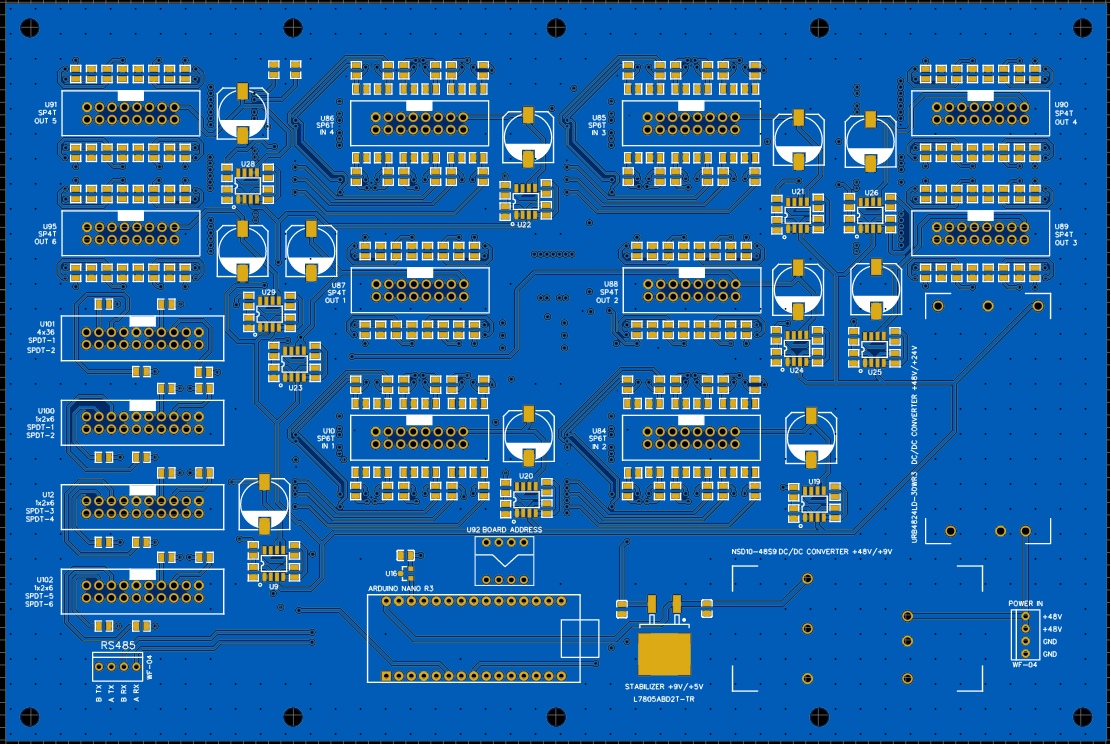 U91
SP4T
OUT 5
U86
SP6T
IN 4
U85
SP6T
IN 3
U90
SP4T
OUT 4
U28
U22
U21
U26
U95
SP4T
OUT 6
U89
SP4T
OUT 3
U87
SP4T
OUT 1
U88
SP4T
OUT 2
U29
U101
4x36
SPDT-1
SPDT-2
U23
U24
U25
URB4824LD-30WR3 DC/DC CONVERTER +48V/+24V
U100
1x2x6
SPDT-1
SPDT-2
U10
SP6T
IN 1
U84
SP6T
IN 2
U20
U19
U12
1x2x6
SPDT-3
SPDT-4
U92 BOARD ADDRESS
NSD10-48S9 DC/DC CONVERTER +48V/+9V
U9
U16
U102
1x2x6
SPDT-5
SPDT-6
ARDUINO NANO R3
POWER IN
+48V
+48V
GND
GND
WF-04
RS485
WF-04
B TX
A TX
B RX
A RX
STABILIZER +9V/+5V
L7805ABD2T-TR